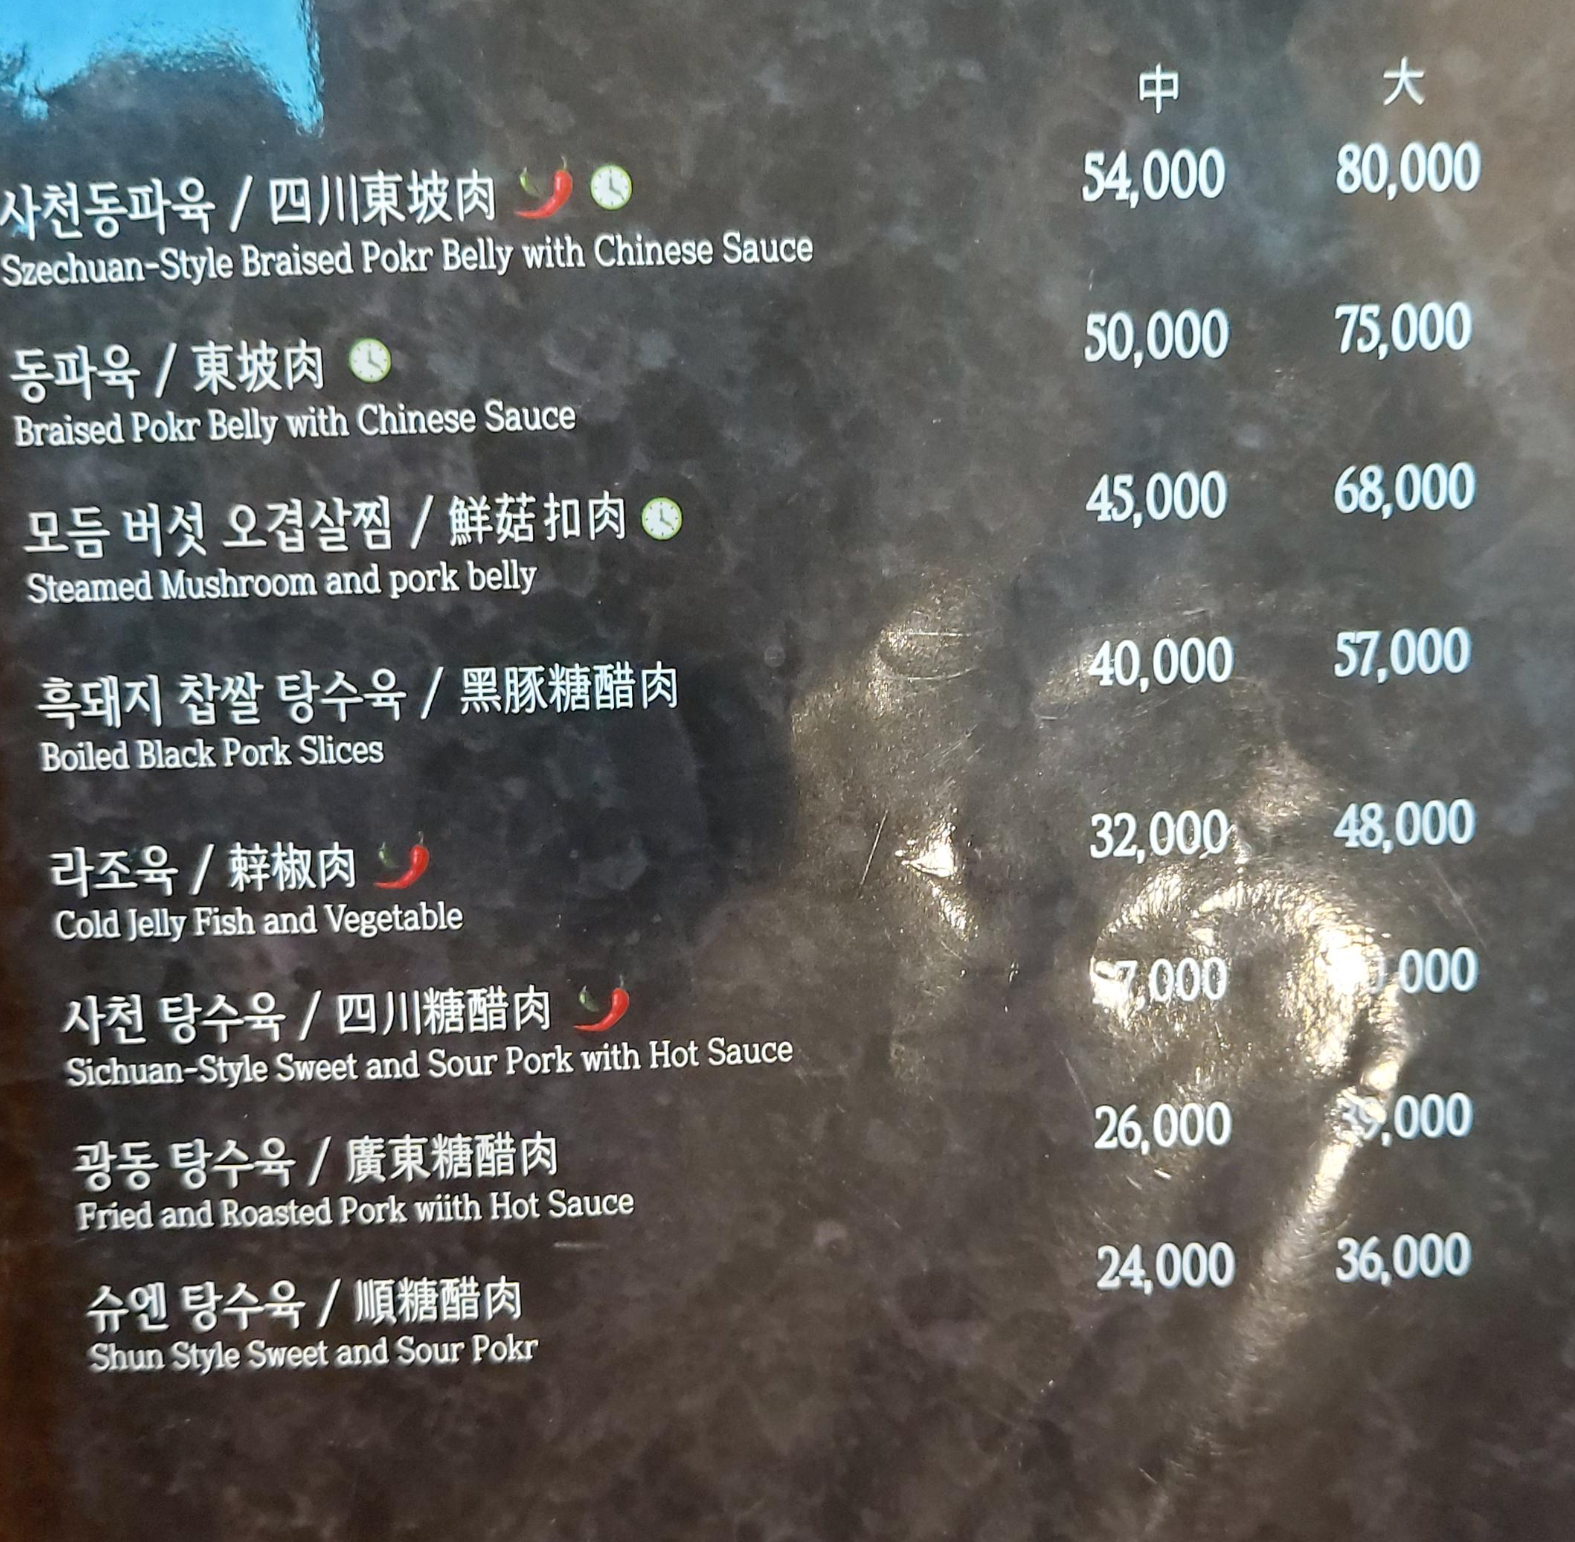 中 大
사천동파육 / 四川東坡肉 54,000 80,000
Szechuan-Style Braised Pokr Belly with Chinese Sauce
동파육 / 東坡肉 50,000 75,000
Braised Pokr Belly with Chinese Sauce
모듬 버섯 오겹살찜 / 鮮菇扣肉 45,000 68,000
Steamed Mushroom and pork belly
흑돼지 찹쌀 탕수육 / 黑豚糖醋肉 40,000 57,000
Boiled Black Pork Slices
라조육 / 辣椒肉 32,000 48,000
Cold Jelly Fish and Vegetable
사천 탕수육 / 四川糖醋肉
Sichuan-Style Sweet and Sour Pork with Hot Sauce
광동 탕수육 / 廣東糖醋肉 26,000 39,000
Fried and Roasted Pork wiith Hot Sauce
슈엔 탕수육 / 順糖醋肉 24,000 36,000
Shun Style Sweet and Sour Pokr